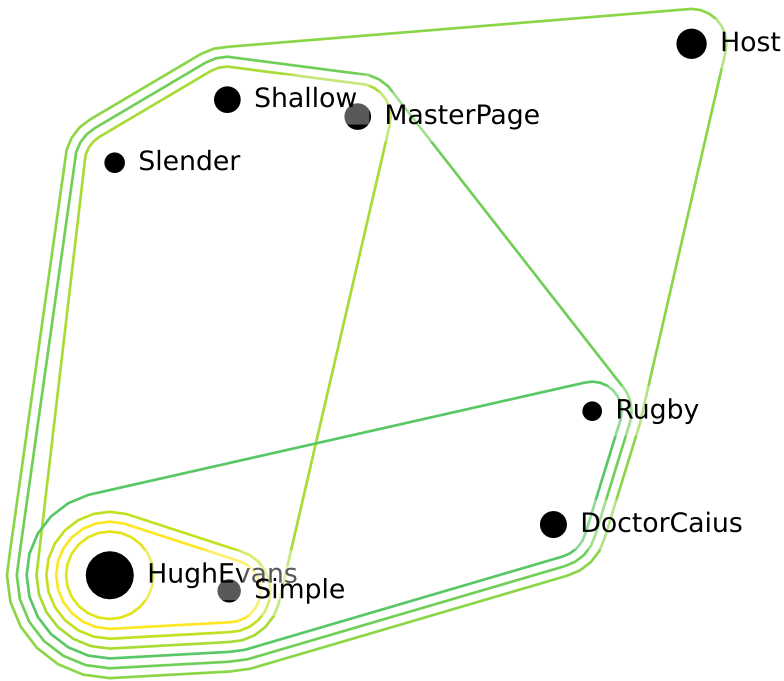 Host
Shallow
MasterPage
Slender
Rugby
DoctorCaius
HughEvans
Simple